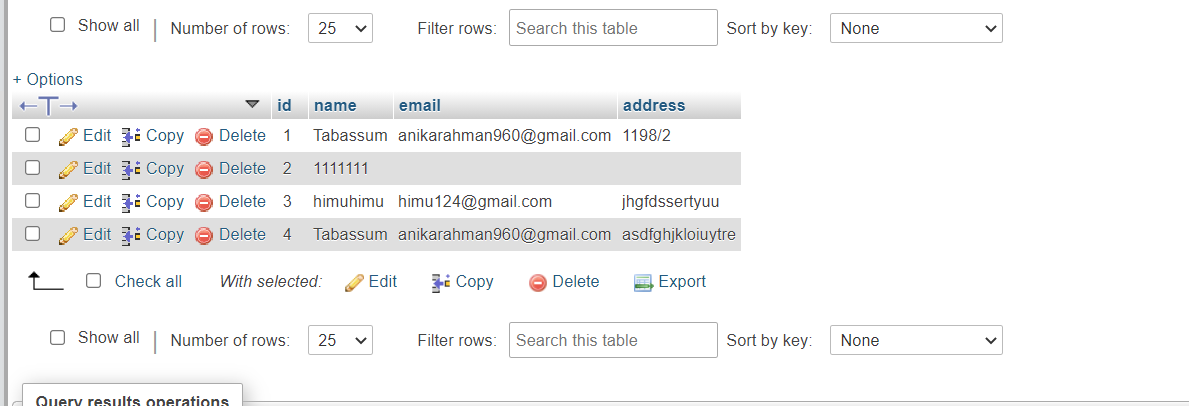 Show all Number of rows: 25 Filter rows: Search this table Sort by key: None
+ Options
←T→ id name email address
Edit Copy Delete 1 Tabassum anikarahman960@gmail.com 1198/2
Edit Copy Delete 2 1111111
Edit Copy Delete 3 himuhimu himu124@gmail.com jhgfdssertyuu
Edit Copy Delete 4 Tabassum anikarahman960@gmail.com asdfghjkloiuytre
Check all With selected: Edit Copy Delete Export
Show all Number of rows: 25 Filter rows: Search this table Sort by key: None
Query results operations